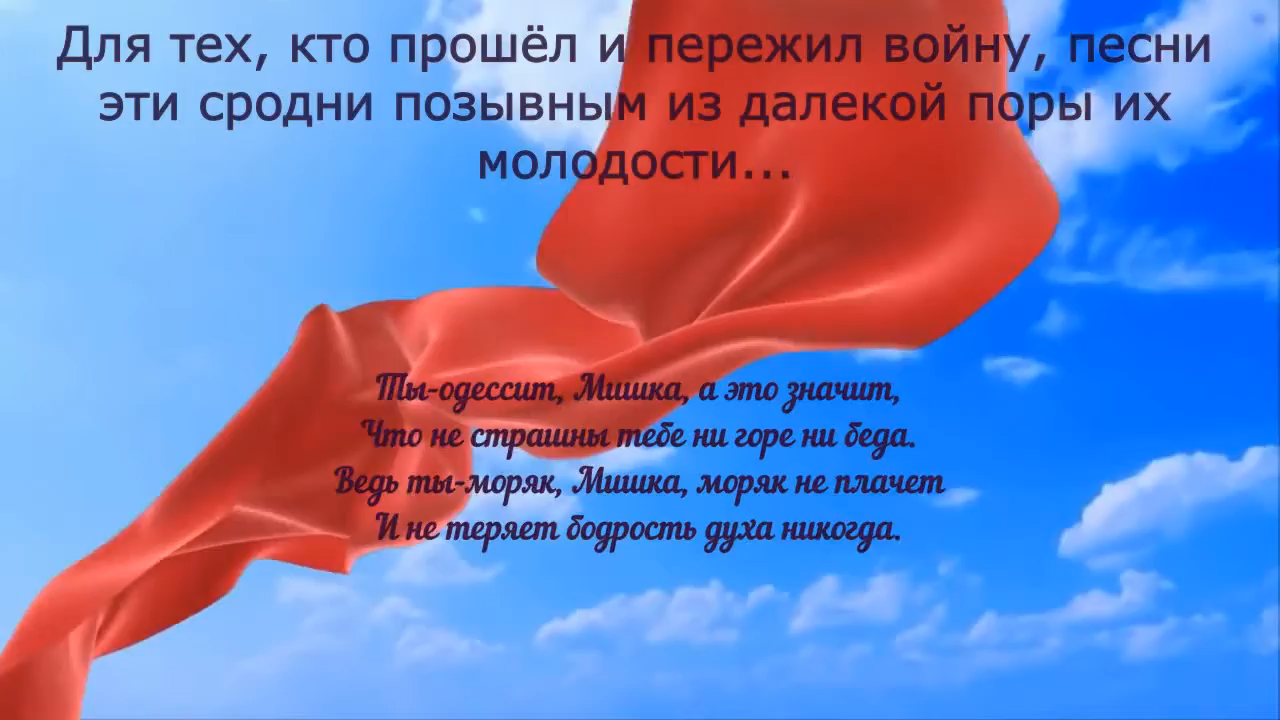 Для тех, кто прошёл и пережил войну, песни
эти сродни позывным из далекой поры их
молодости...
Ты-одессит, Мишка, а это значит,
Что не страшны тебе ни горе ни беда.
Ведь ты-моряк, Мишка, моряк не плачет
И не теряет бодрость духа никогда.